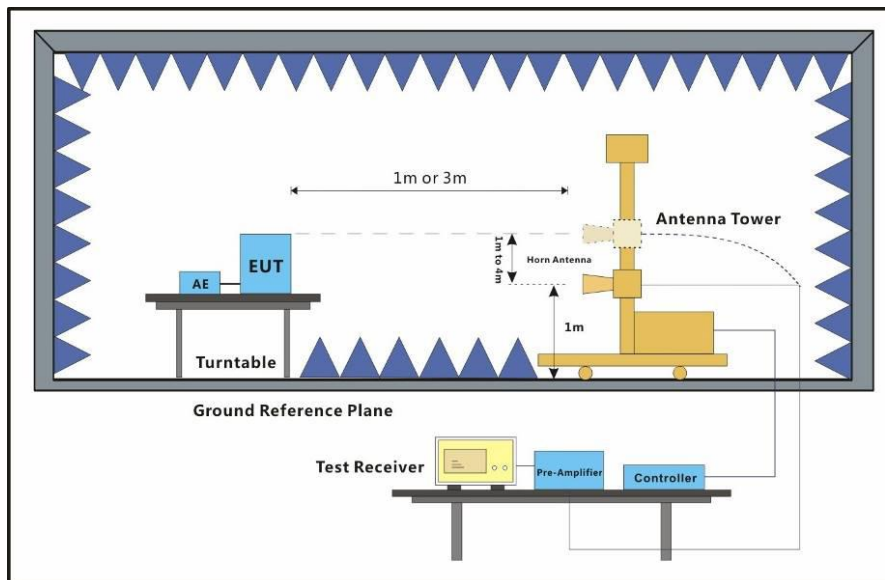 1m or 3m
Antenna Tower
1m to 4m
Horn Antenna
EUT
AE
1m
Turntable
Ground Reference Plane
Test Receiver
Pre-Amplifier
Controller